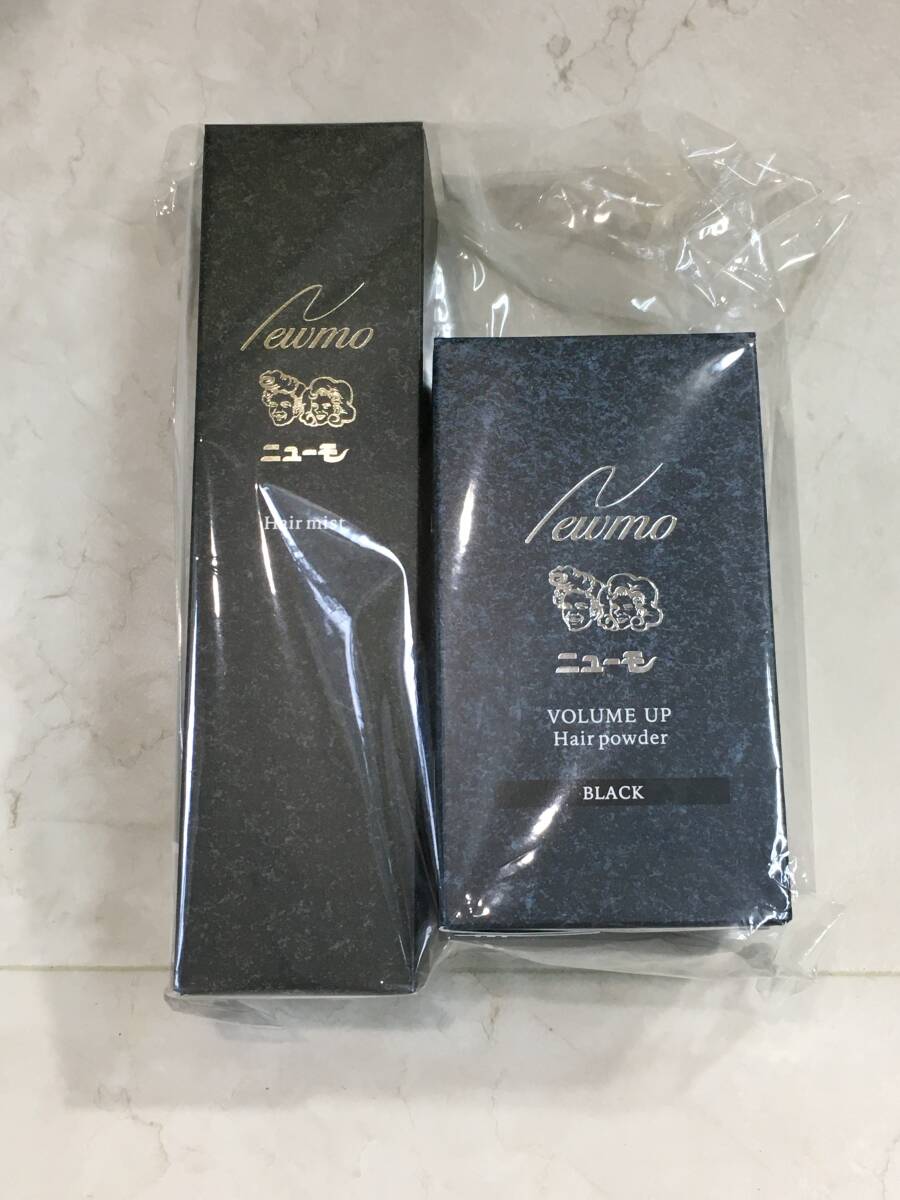 Newmo
ニューモ
Hair mist
Newmo
ニューモ
VOLUME UP
Hair powder
BLACK